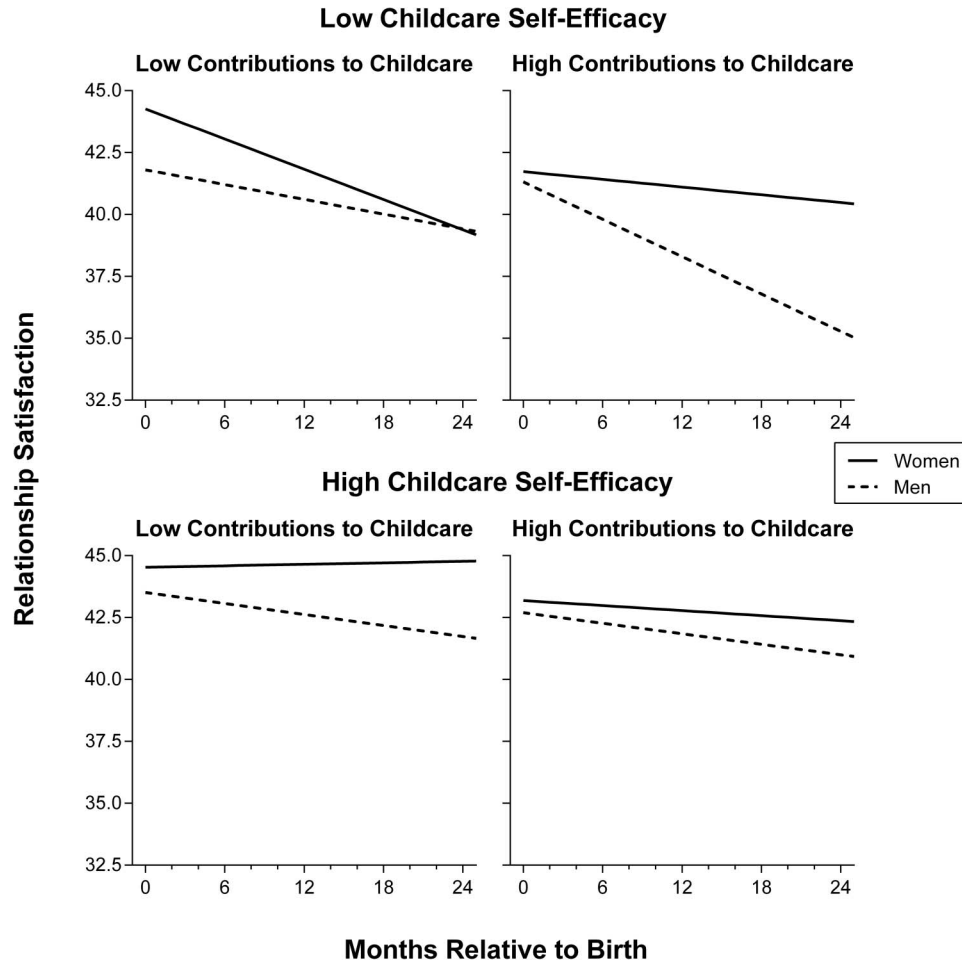 Low Childcare Self-Efficacy
Low Contributions to Childcare
High Contributions to Childcare
45.0
42.5
40.0
37.5
35.0
32.5
0 6 12 18 24
0 6 12 18 24
Relationship Satisfaction
Women
Men
High Childcare Self-Efficacy
Low Contributions to Childcare
High Contributions to Childcare
45.0
42.5
40.0
37.5
35.0
32.5
0 6 12 18 24
0 6 12 18 24
Months Relative to Birth